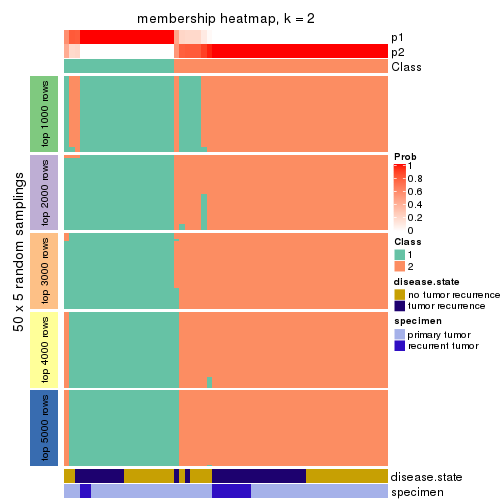 membership heatmap, k = 2
p1
p2
Class
50 x 5 random samplings
top 1000 rows
top 2000 rows
top 3000 rows
top 4000 rows
top 5000 rows
Prob
1
0.8
0.6
0.4
0.2
0
Class
1
2
disease.state
no tumor recurrence
tumor recurrence
specimen
primary tumor
recurrent tumor
disease.state
specimen